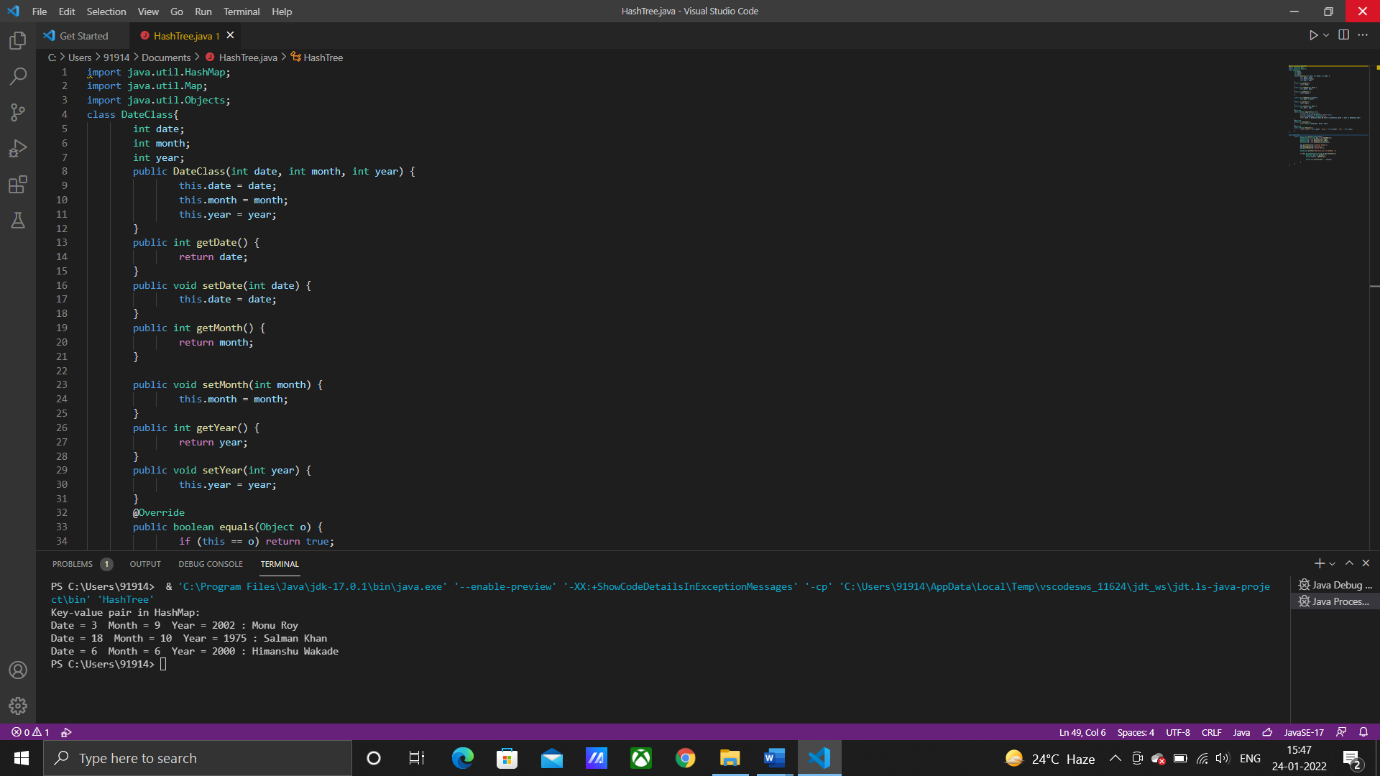 File Edit Selection View Go Run Terminal Help HashTree.java - Visual Studio Code
Get Started HashTree.java 1
C: > Users > 91914 > Documents > HashTree.java > HashTree
1 import java.util.HashMap;
2 import java.util.Map;
3 import java.util.Objects;
4 class DateClass{
5 int date;
6 int month;
7 int year;
8 public DateClass(int date, int month, int year) {
9 this.date = date;
10 this.month = month;
11 this.year = year;
12 }
13 public int getDate() {
14 return date;
15 }
16 public void setDate(int date) {
17 this.date = date;
18 }
19 public int getMonth() {
20 return month;
21 }
22
23 public void setMonth(int month) {
24 this.month = month;
25 }
26 public int getYear() {
27 return year;
28 }
29 public void setYear(int year) {
30 this.year = year;
31 }
32 @Override
33 public boolean equals(Object o) {
34 if (this == o) return true;
PROBLEMS 1 OUTPUT DEBUG CONSOLE TERMINAL
PS C:\Users\91914> & 'C:\Program Files\Java\jdk-17.0.1\bin\java.exe' '--enable-preview' '-XX:+ShowCodeDetailsInExceptionMessages' '-cp' 'C:\Users\91914\AppData\Local\Temp\vscodesws_11624\jdt_ws\jdt.ls-java-proje
ct\bin' 'HashTree'
Key-value pair in HashMap:
Date = 3 Month = 9 Year = 2002 : Monu Roy
Date = 18 Month = 10 Year = 1975 : Salman Khan
Date = 6 Month = 6 Year = 2000 : Himanshu Wakade
PS C:\Users\91914>
Java Debug ...
Java Proces...
0 1 Ln 49, Col 6 Spaces: 4 UTF-8 CRLF Java JavaSE-17
Type here to search
24°C Haze ENG
15:47
24-01-2022
2